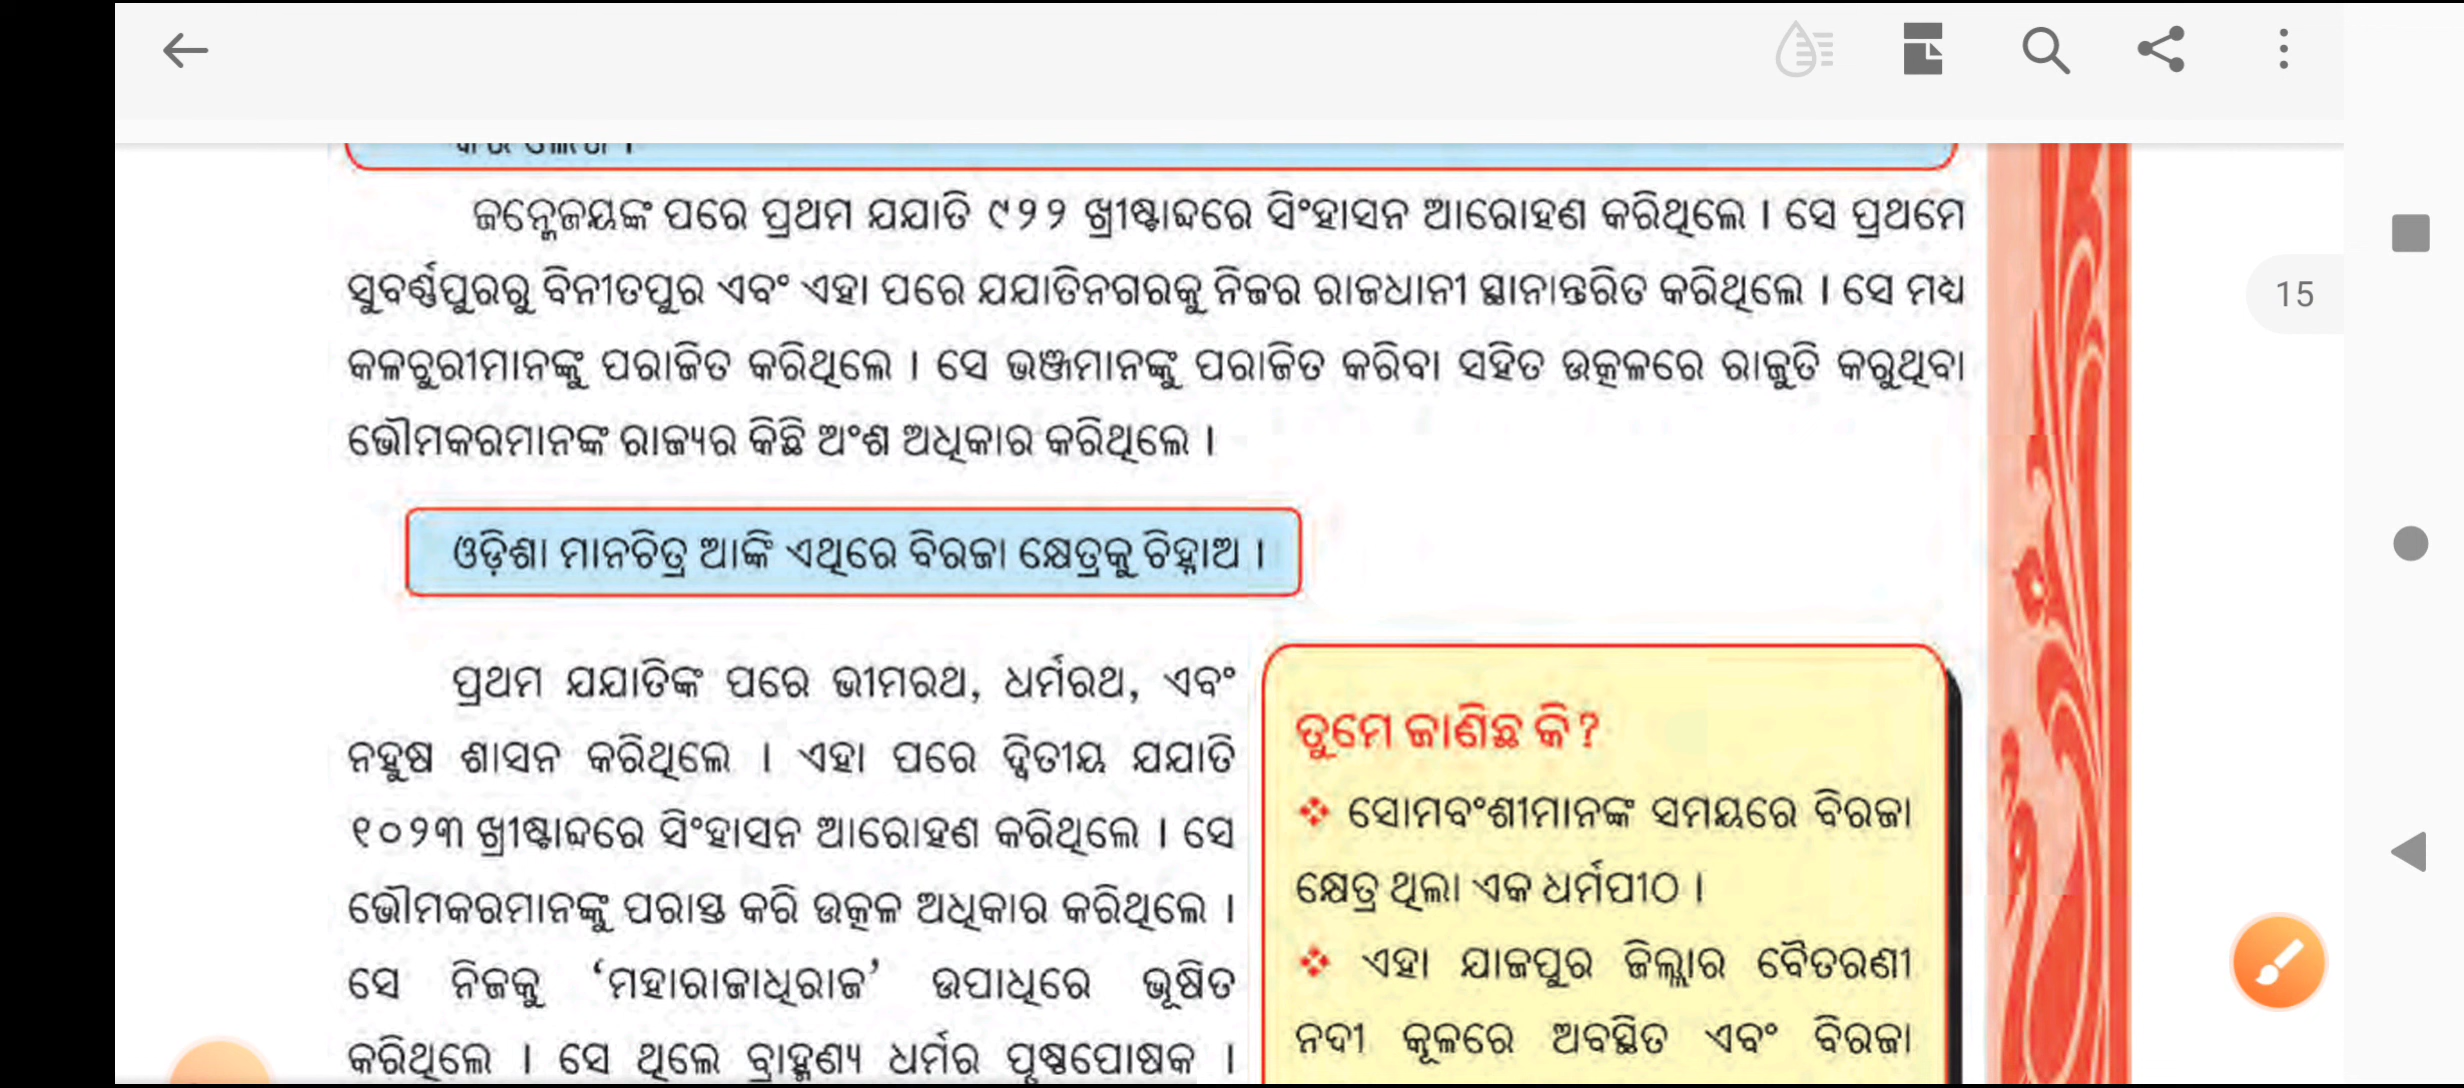 ଜନ୍ମେଜୟଙ୍କ ପରେ ପ୍ରଥମ ଯଯାତି ୯୨୨ ଖ୍ରୀଷ୍ଟାବ୍ଦରେ ସିଂହାସନ ଆରୋହଣ କରିଥିଲେ । ସେ ପ୍ରଥମେ
ସୁବର୍ଣ୍ଣପୁରରୁ ବିନୀତପୁର ଏବଂ ଏହା ପରେ ଯଯାତିନଗରକୁ ନିଜର ରାଜଧାନୀ ସ୍ଥାନାନ୍ତରିତ କରିଥିଲେ । ସେ ମଧ୍ୟ
15
କଳଚୁରୀମାନଙ୍କୁ ପରାଜିତ କରିଥିଲେ । ସେ ଭଞ୍ଜମାନଙ୍କୁ ପରାଜିତ କରିବା ସହିତ ଉତ୍କଳରେ ରାଜୁତି କରୁଥିବା
ଭୌମକରମାନଙ୍କ ରାଜ୍ୟର କିଛି ଅଂଶ ଅଧିକାର କରିଥିଲେ ।
ଓଡ଼ିଶା ମାନଚିତ୍ର ଆଙ୍କି ଏଥିରେ ବିରଜା କ୍ଷେତ୍ରକୁ ଚିହ୍ନାଅ ।
ପ୍ରଥମ ଯଯାତିଙ୍କ ପରେ ଭୀମରଥ, ଧର୍ମରଥ, ଏବଂ
ନହୁଷ ଶାସନ କରିଥିଲେ । ଏହା ପରେ ଦ୍ଵିତୀୟ ଯଯାତି
୧୦୨୩ ଖ୍ରୀଷ୍ଟାବ୍ଦରେ ସିଂହାସନ ଆରୋହଣ କରିଥିଲେ । ସେ
ଭୌମକରମାନଙ୍କୁ ପରାସ୍ତ କରି ଉତ୍କଳ ଅଧିକାର କରିଥିଲେ ।
ସେ ନିଜକୁ ‘ମହାରାଜାଧିରାଜ’ ଉପାଧିରେ ଭୂଷିତ
କରିଥିଲେ । ସେ ଥିଲେ ବ୍ରାହ୍ମଣ୍ୟ ଧର୍ମର ପୃଷ୍ଠପୋଷକ ।
ତୁମେ ଜାଣିଛ କି ?
❖ ସୋମବଂଶୀମାନଙ୍କ ସମୟରେ ବିରଜା
କ୍ଷେତ୍ର ଥିଲା ଏକ ଧର୍ମପୀଠ ।
❖ ଏହା ଯାଜପୁର ଜିଲ୍ଲାର ବୈତରଣୀ
ନଦୀ କୂଳରେ ଅବସ୍ଥିତ ଏବଂ ବିରଜା